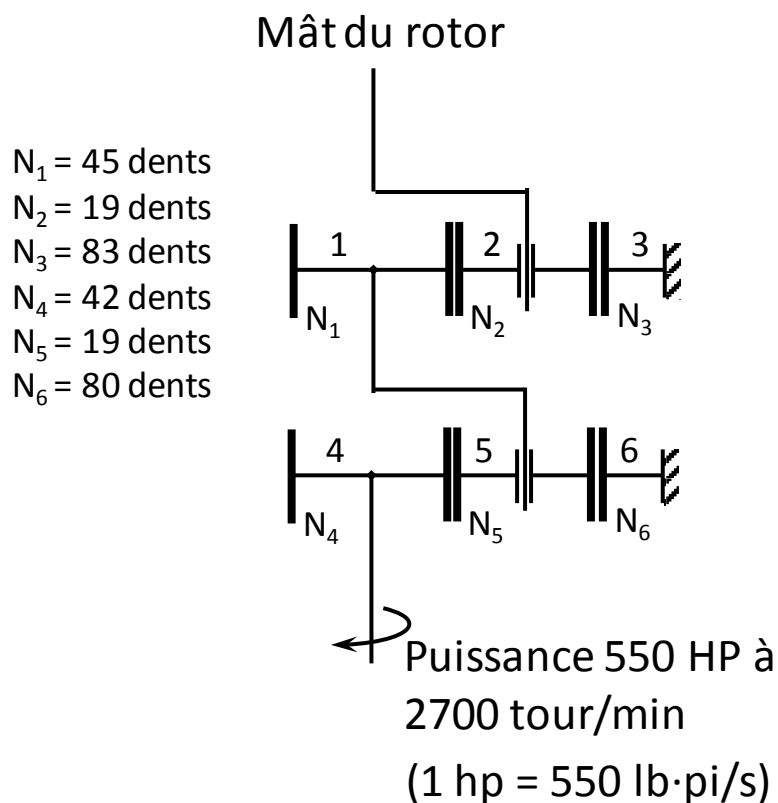 Mât du rotor
N₁ = 45 dents
N₂ = 19 dents
N₃ = 83 dents
N₄ = 42 dents
N₅ = 19 dents
N₆ = 80 dents
1 2 3
N₁ N₂ N₃
4 5 6
N₄ N₅ N₆
Puissance 550 HP à
2700 tour/min
(1 hp = 550 lb·pi/s)